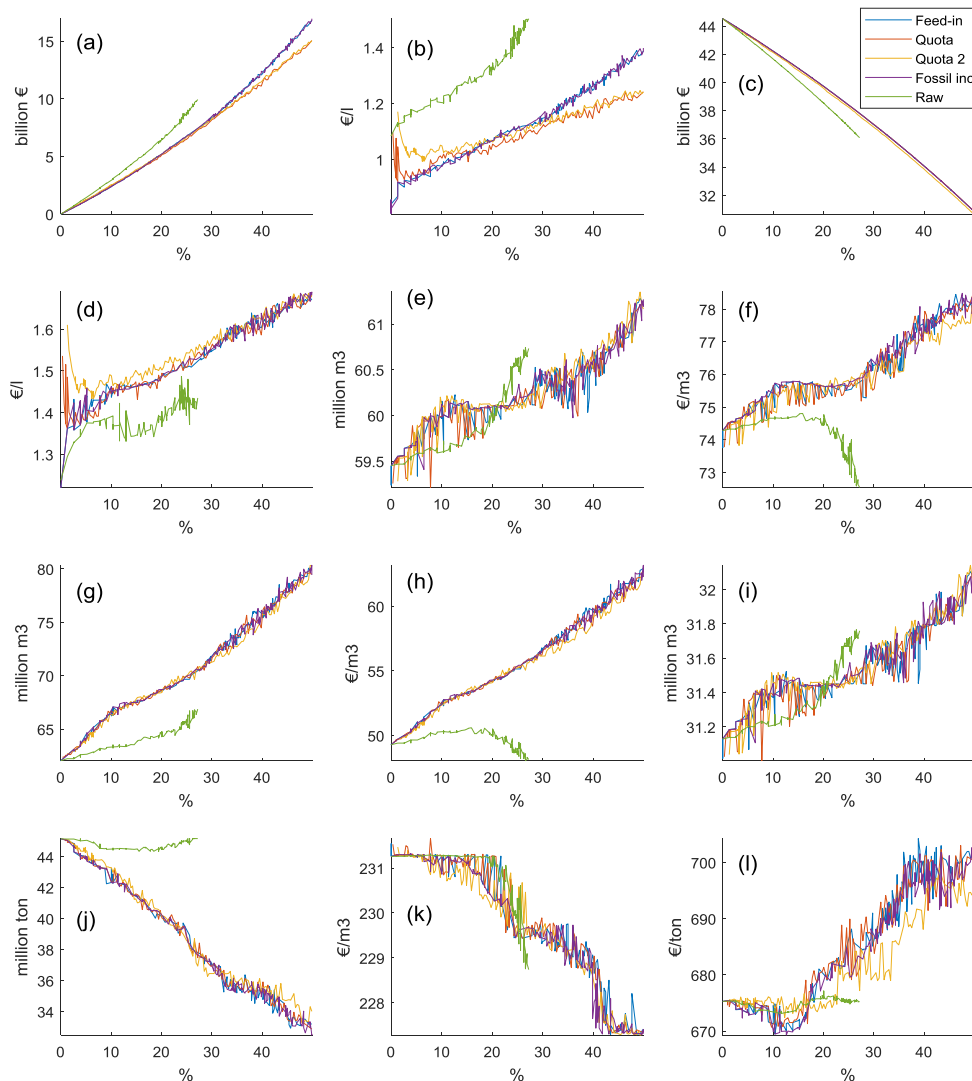 (a)
billion €
15
10
5
0
0 10 20 30 40
%
(b)
€/l
1.4
1.2
1
0 10 20 30 40
%
(c)
billion €
44
42
40
38
36
34
32
0 10 20 30 40
%
Feed-in
Quota
Quota 2
Fossil inc
Raw
(d)
€/l
1.6
1.5
1.4
1.3
0 10 20 30 40
%
(e)
million m3
61
60.5
60
59.5
0 10 20 30 40
%
(f)
€/m3
78
77
76
75
74
73
0 10 20 30 40
%
(g)
million m3
80
75
70
65
0 10 20 30 40
%
(h)
€/m3
60
55
50
0 10 20 30 40
%
(i)
million m3
32
31.8
31.6
31.4
31.2
0 10 20 30 40
%
(j)
million ton
44
42
40
38
36
34
0 10 20 30 40
%
(k)
€/m3
231
230
229
228
0 10 20 30 40
%
(l)
€/ton
700
690
680
670
0 10 20 30 40
%